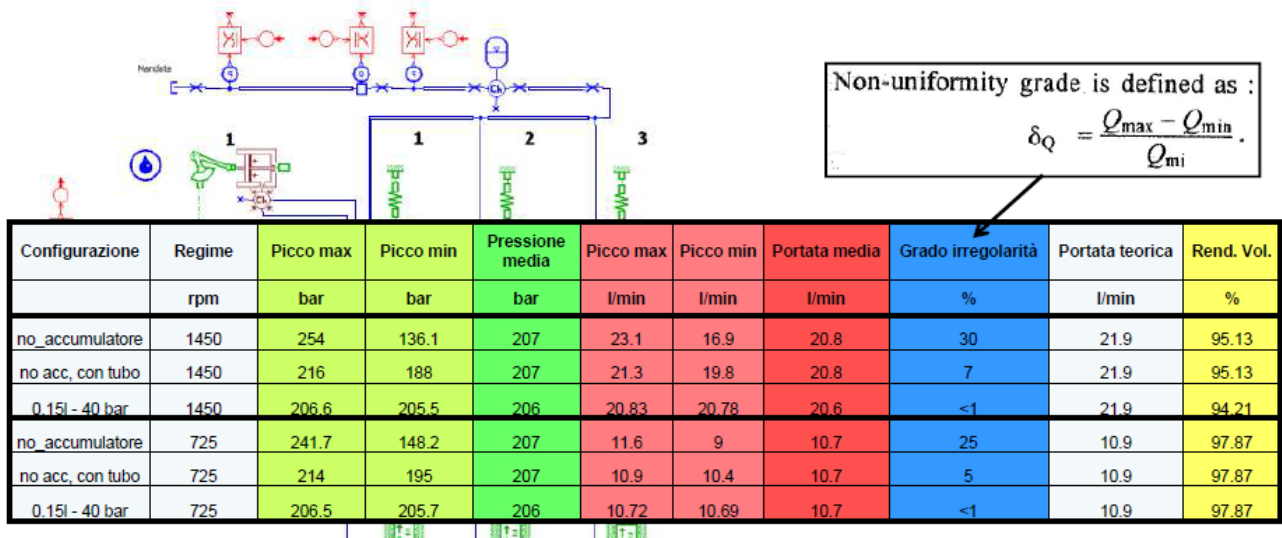 Mandata
Q
Q
Q
Ch
1
1
2
3
Ch
Non-uniformity grade is defined as :
δQ = Qmax − Qmin / Qmi .
Configurazione Regime Picco max Picco min Pressione media Picco max Picco min Portata media Grado irregolarità Portata teorica Rend. Vol.
rpm bar bar bar l/min l/min l/min % l/min %
no_accumulatore 1450 254 136.1 207 23.1 16.9 20.8 30 21.9 95.13
no acc, con tubo 1450 216 188 207 21.3 19.8 20.8 7 21.9 95.13
0.15l - 40 bar 1450 206.6 205.5 206 20.83 20.78 20.6 <1 21.9 94.21
no_accumulatore 725 241.7 148.2 207 11.6 9 10.7 25 10.9 97.87
no acc, con tubo 725 214 195 207 10.9 10.4 10.7 5 10.9 97.87
0.15l - 40 bar 725 206.5 205.7 206 10.72 10.69 10.7 <1 10.9 97.87